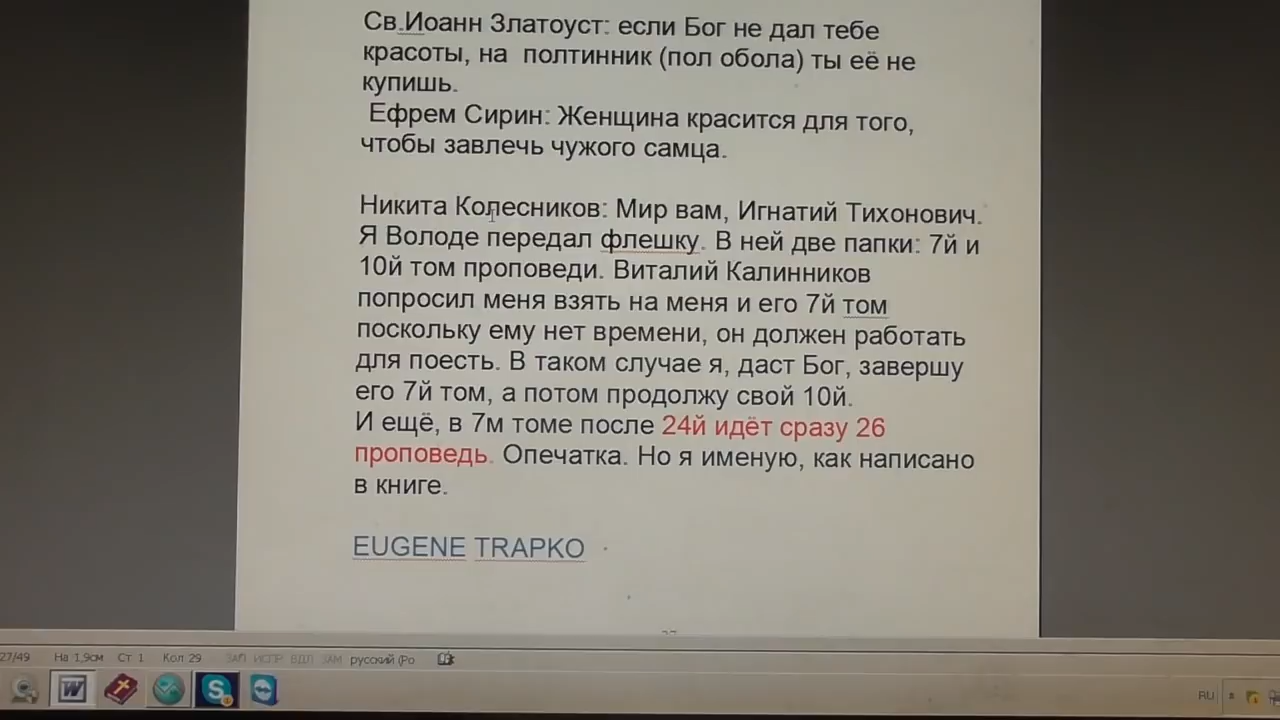 Св.Иоанн Златоуст: если Бог не дал тебе
красоты, на полтинник (пол обола) ты её не
купишь.
Ефрем Сирин: Женщина красится для того,
чтобы завлечь чужого самца.
Никита Колесников: Мир вам, Игнатий Тихонович.
Я Володе передал флешку. В ней две папки: 7й и
10й том проповеди. Виталий Калинников
попросил меня взять на меня и его 7й том
поскольку ему нет времени, он должен работать
для поесть. В таком случае я, даст Бог, завершу
его 7й том, а потом продолжу свой 10й.
И ещё, в 7м томе после 24й идёт сразу 26
проповедь. Опечатка. Но я именую, как написано
в книге.
EUGENE TRAPKO
27/49 На 1,9см Ст 1 Кол 29 ЗАП ИСПР ВДЛ ЗАМ русский (Ро
RU